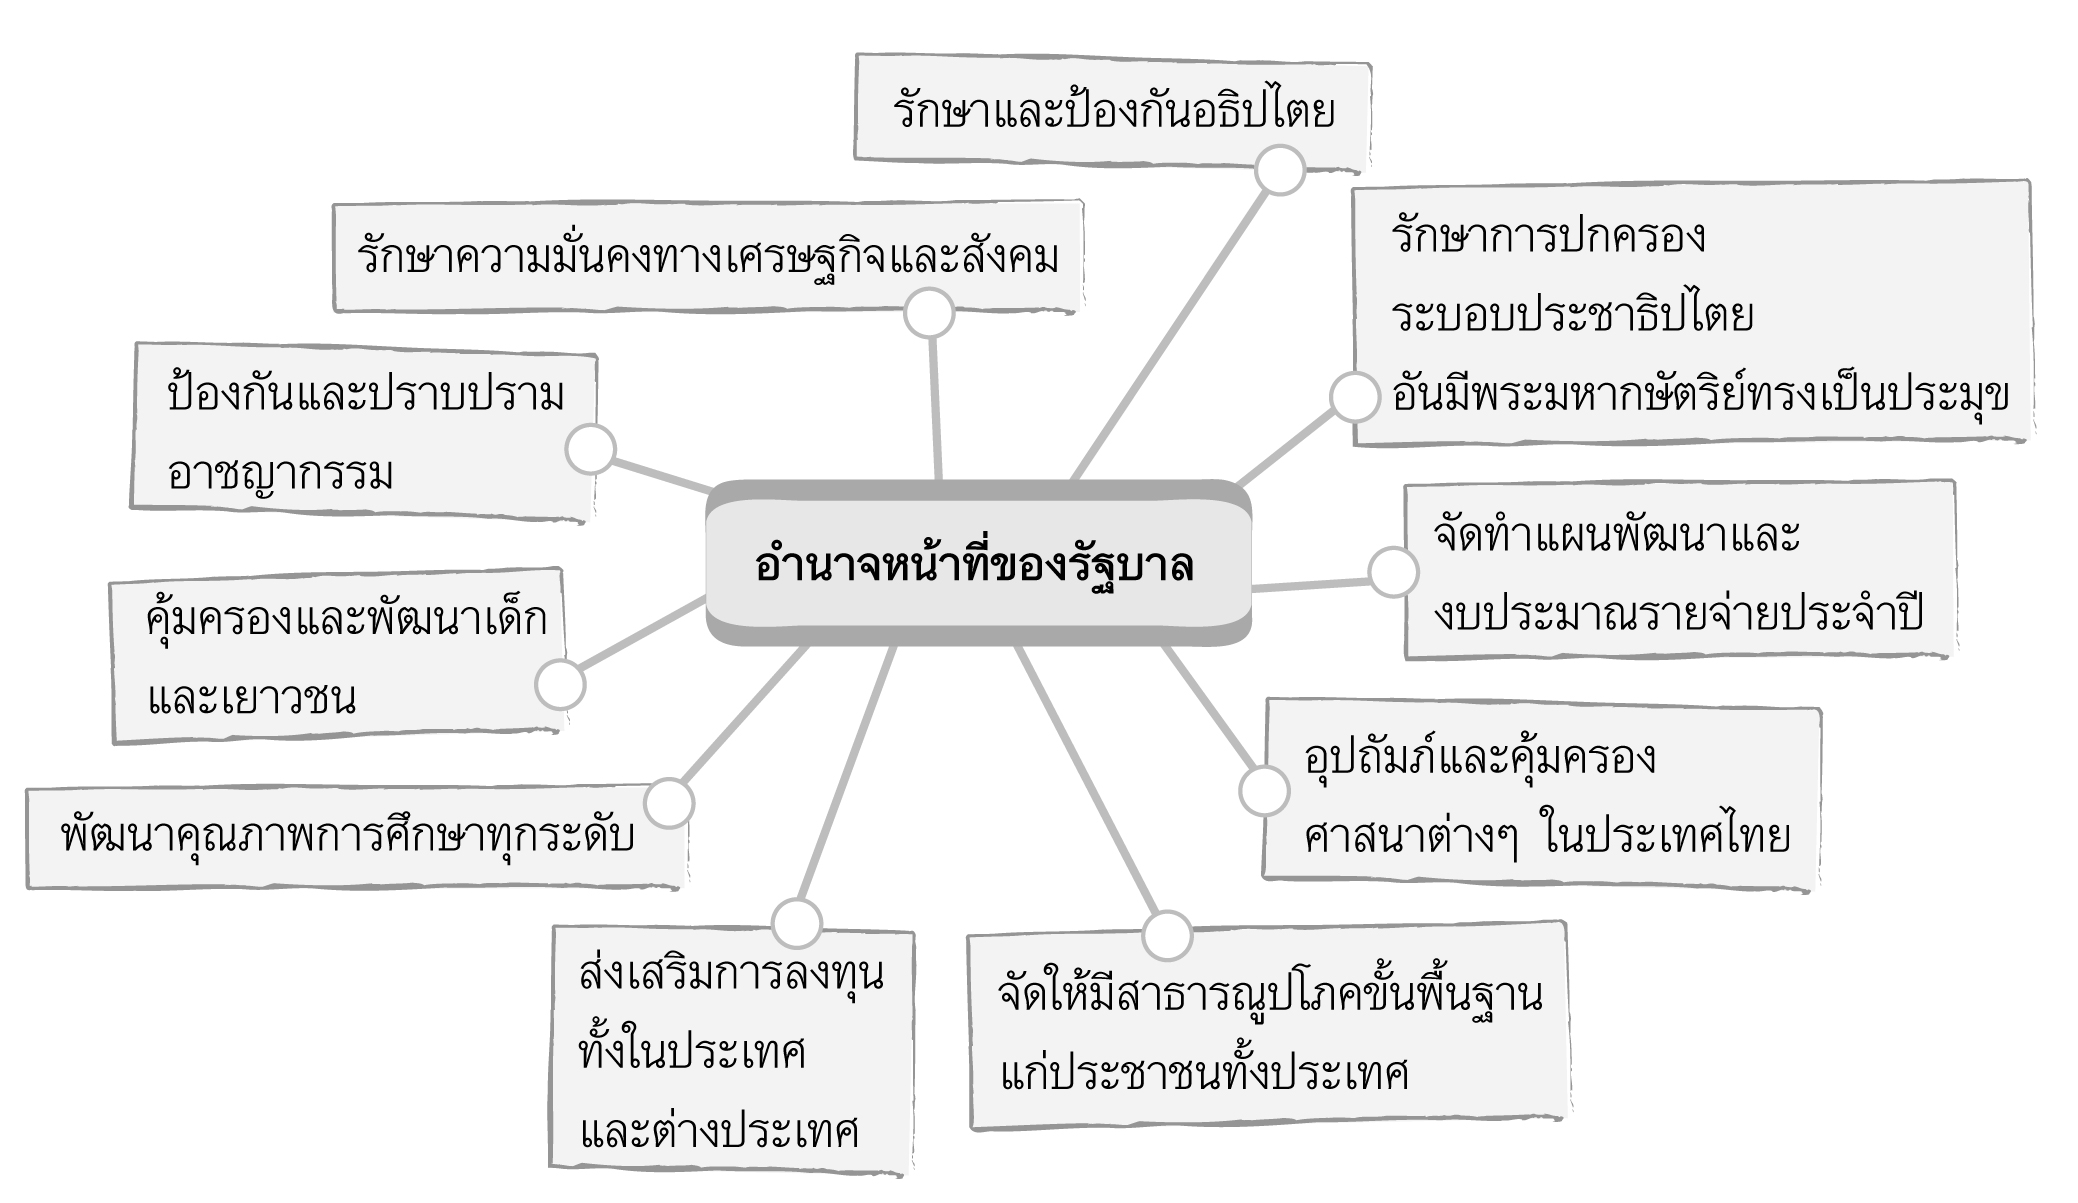 รักษาและป้องกันอธิปไตย
รักษาความมั่นคงทางเศรษฐกิจและสังคม
รักษาการปกครอง
ระบอบประชาธิปไตย
อันมีพระมหากษัตริย์ทรงเป็นประมุข
ป้องกันและปราบปราม
อาชญากรรม
อำนาจหน้าที่ของรัฐบาล
จัดทำแผนพัฒนาและ
งบประมาณรายจ่ายประจำปี
คุ้มครองและพัฒนาเด็ก
และเยาวชน
อุปถัมภ์และคุ้มครอง
ศาสนาต่างๆ ในประเทศไทย
พัฒนาคุณภาพการศึกษาทุกระดับ
ส่งเสริมการลงทุน
ทั้งในประเทศ
และต่างประเทศ
จัดให้มีสาธารณูปโภคขั้นพื้นฐาน
แก่ประชาชนทั้งประเทศ